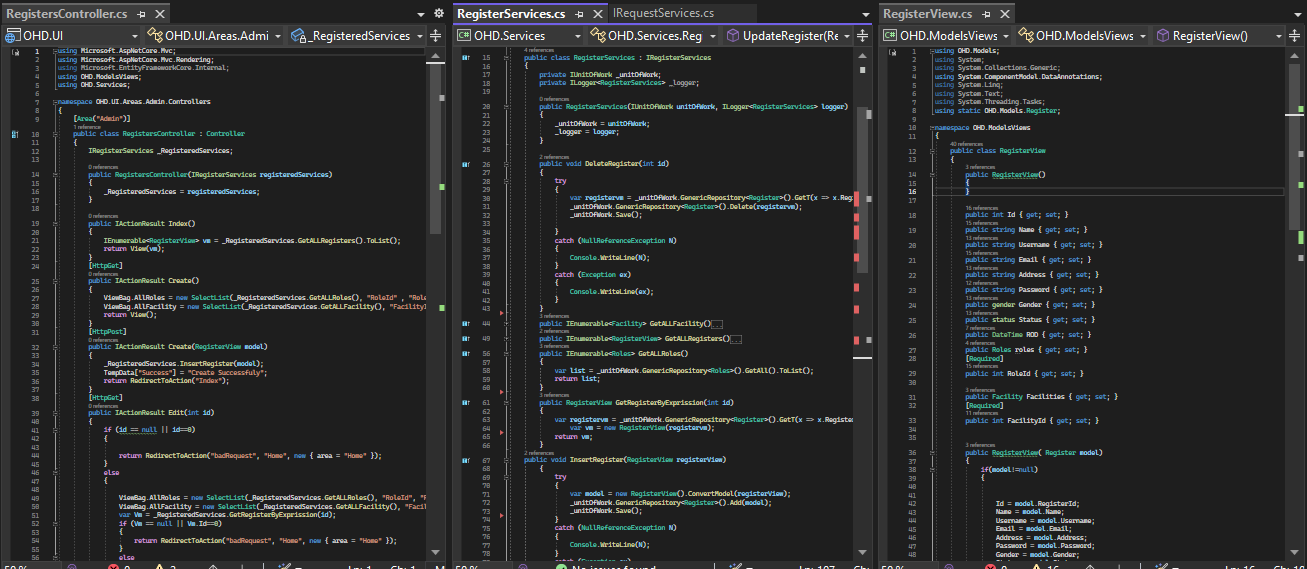 RegistersController.cs
OHD.UI
OHD.UI.Areas.Admi
_RegisteredServices
1 using Microsoft.AspNetCore.Mvc;
2 using Microsoft.AspNetCore.Mvc.Rendering;
3 using Microsoft.EntityFrameworkCore.Internal;
4 using OHD.ModelsViews;
5 using OHD.Services;
6
7 namespace OHD.UI.Areas.Admin.Controllers
8 {
9 [Area("Admin")]
1 reference
10 public class RegistersController : Controller
11 {
12 IRegisterServices _RegisteredServices;
13
0 references
14 public RegistersController(IRegisterServices registeredServices)
15 {
16 _RegisteredServices = registeredServices;
17 }
18
0 references
19 public IActionResult Index()
20 {
21 IEnumerable<RegisterView> vm = _RegisteredServices.GetALLRegisters().ToList();
22 return View(vm);
23 }
24 [HttpGet]
0 references
25 public IActionResult Create()
26 {
27 ViewBag.AllRoles = new SelectList(_RegisteredServices.GetALLRoles(), "RoleId" , "Role
28 ViewBag.AllFacility = new SelectList(_RegisteredServices.GetALLFacility(), "FacilityI
29 return View();
30 }
31 [HttpPost]
0 references
32 public IActionResult Create(RegisterView model)
33 {
34 _RegisteredServices.InsertRegister(model);
35 TempData["Success"] = "Create Successfuly";
36 return RedirectToAction("Index");
37 }
38 [HttpGet]
0 references
39 public IActionResult Edit(int id)
40 {
41 if (id == null || id==0)
42 {
43
44 return RedirectToAction("badRequest", "Home", new { area = "Home" });
45 }
46 else
47 {
48
49 ViewBag.AllRoles = new SelectList(_RegisteredServices.GetALLRoles(), "RoleId", "R
50 ViewBag.AllFacility = new SelectList(_RegisteredServices.GetALLFacility(), "Facil
51 var Vm = _RegisteredServices.GetRegisterByExpression(id);
52 if (Vm == null || Vm.Id==0)
53 {
54 return RedirectToAction("badRequest", "Home", new { area = "Home" });
55 }
56 else
RegisterServices.cs
IRequestServices.cs
OHD.Services
OHD.Services.Reg
UpdateRegister(Re
4 references
15 public class RegisterServices : IRegisterServices
16 {
17 private IUnitOfWork _unitOfWork;
18 private ILogger<RegisterServices> _logger;
19
0 references
20 public RegisterServices(IUnitOfWork unitOfWork, ILogger<RegisterServices> logger)
21 {
22 _unitOfWork = unitOfWork;
23 _logger = logger;
24 }
25
2 references
26 public void DeleteRegister(int id)
27 {
28 try
29 {
30 var registervm = _unitOfWork.GenericRepository<Register>().GetT(x => x.Reg
31 _unitOfWork.GenericRepository<Register>().Delete(registervm);
32 _unitOfWork.Save();
33
34 }
35 catch (NullReferenceException N)
36 {
37 Console.WriteLine(N);
38 }
39 catch (Exception ex)
40 {
41 Console.WriteLine(ex);
42 }
43 }
3 references
44 public IEnumerable<Facility> GetALLFacility()...
2 references
49 public IEnumerable<RegisterView> GetALLRegisters()...
3 references
56 public IEnumerable<Roles> GetALLRoles()
57 {
58 var list = _unitOfWork.GenericRepository<Roles>().GetAll().ToList();
59 return list;
60 }
3 references
61 public RegisterView GetRegisterByExprission(int id)
62 {
63 var registervm = _unitOfWork.GenericRepository<Register>().GetT(x => x.Register
64 var vm = new RegisterView(registervm);
65 return vm;
66 }
2 references
67 public void InsertRegister(RegisterView registerView)
68 {
69 try
70 {
71 var model = new RegisterView().ConvertModel(registerView);
72 _unitOfWork.GenericRepository<Register>().Add(model);
73 _unitOfWork.Save();
74 }
75 catch (NullReferenceException N)
76 {
77 Console.WriteLine(N);
78 }
RegisterView.cs
OHD.ModelsViews
OHD.ModelsViews
RegisterView()
1 using OHD.Models;
2 using System;
3 using System.Collections.Generic;
4 using System.ComponentModel.DataAnnotations;
5 using System.Linq;
6 using System.Text;
7 using System.Threading.Tasks;
8 using static OHD.Models.Register;
9
10 namespace OHD.ModelsViews
11 {
40 references
12 public class RegisterView
13 {
3 references
14 public RegisterView()
15 {
16 }
17
16 references
18 public int Id { get; set; }
15 references
19 public string Name { get; set; }
13 references
20 public string Username { get; set; }
15 references
21 public string Email { get; set; }
13 references
22 public string Address { get; set; }
12 references
23 public string Password { get; set; }
13 references
24 public gender Gender { get; set; }
13 references
25 public status Status { get; set; }
7 references
26 public DateTime ROD { get; set; }
4 references
27 public Roles roles { get; set; }
28 [Required]
15 references
29 public int RoleId { get; set; }
30
3 references
31 public Facility Facilities { get; set; }
32 [Required]
11 references
33 public int FacilityId { get; set; }
34
35
3 references
36 public RegisterView( Register model)
37 {
38 if(model!=null)
39 {
40
41
42 Id = model.RegisterId;
43 Name = model.Name;
44 Username = model.Username;
45 Email = model.Email;
46 Address = model.Address;
47 Password = model.Password;
48 Gender = model.Gender;